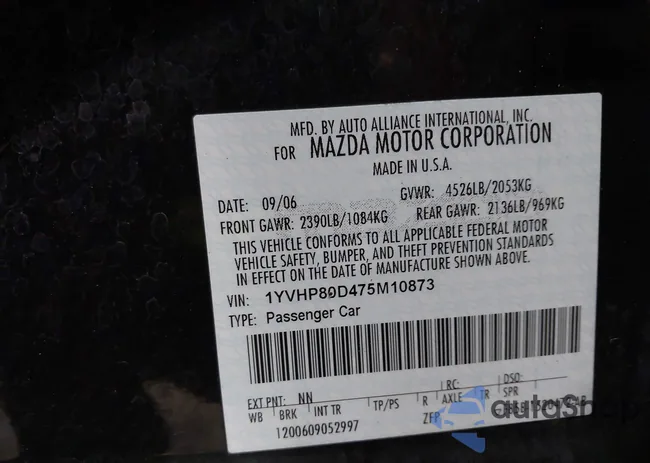 MFD. BY AUTO ALLIANCE INTERNATIONAL, INC.
FOR MAZDA MOTOR CORPORATION
MADE IN U.S.A.
DATE: 09/06 GVWR: 4526LB/2053KG
FRONT GAWR: 2390LB/1084KG REAR GAWR: 2136LB/969KG
THIS VEHICLE CONFORMS TO ALL APPLICABLE FEDERAL MOTOR
VEHICLE SAFETY, BUMPER, AND THEFT PREVENTION STANDARDS
IN EFFECT ON THE DATE OF MANUFACTURE SHOWN ABOVE.
VIN: 1YVHP80D475M10873
TYPE: Passenger Car
EXT PNT: NN RC: DSO:
WB BRK INT TR TP/PS R AXLE TR SPR
1200609052997